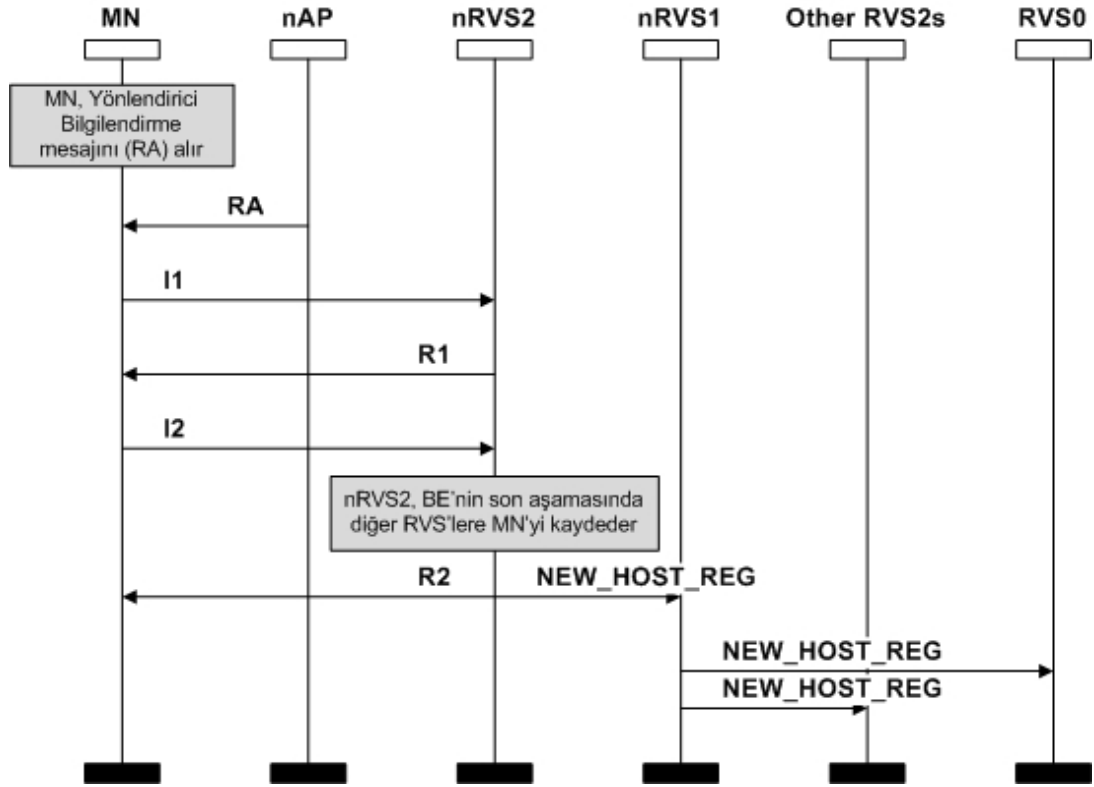 MN
nAP
nRVS2
nRVS1
Other RVS2s
RVS0
MN, Yönlendirici
Bilgilendirme
mesajını (RA) alır
RA
I1
R1
I2
nRVS2, BE'nin son aşamasında
diğer RVS'lere MN'yi kaydeder
R2
NEW_HOST_REG
NEW_HOST_REG
NEW_HOST_REG